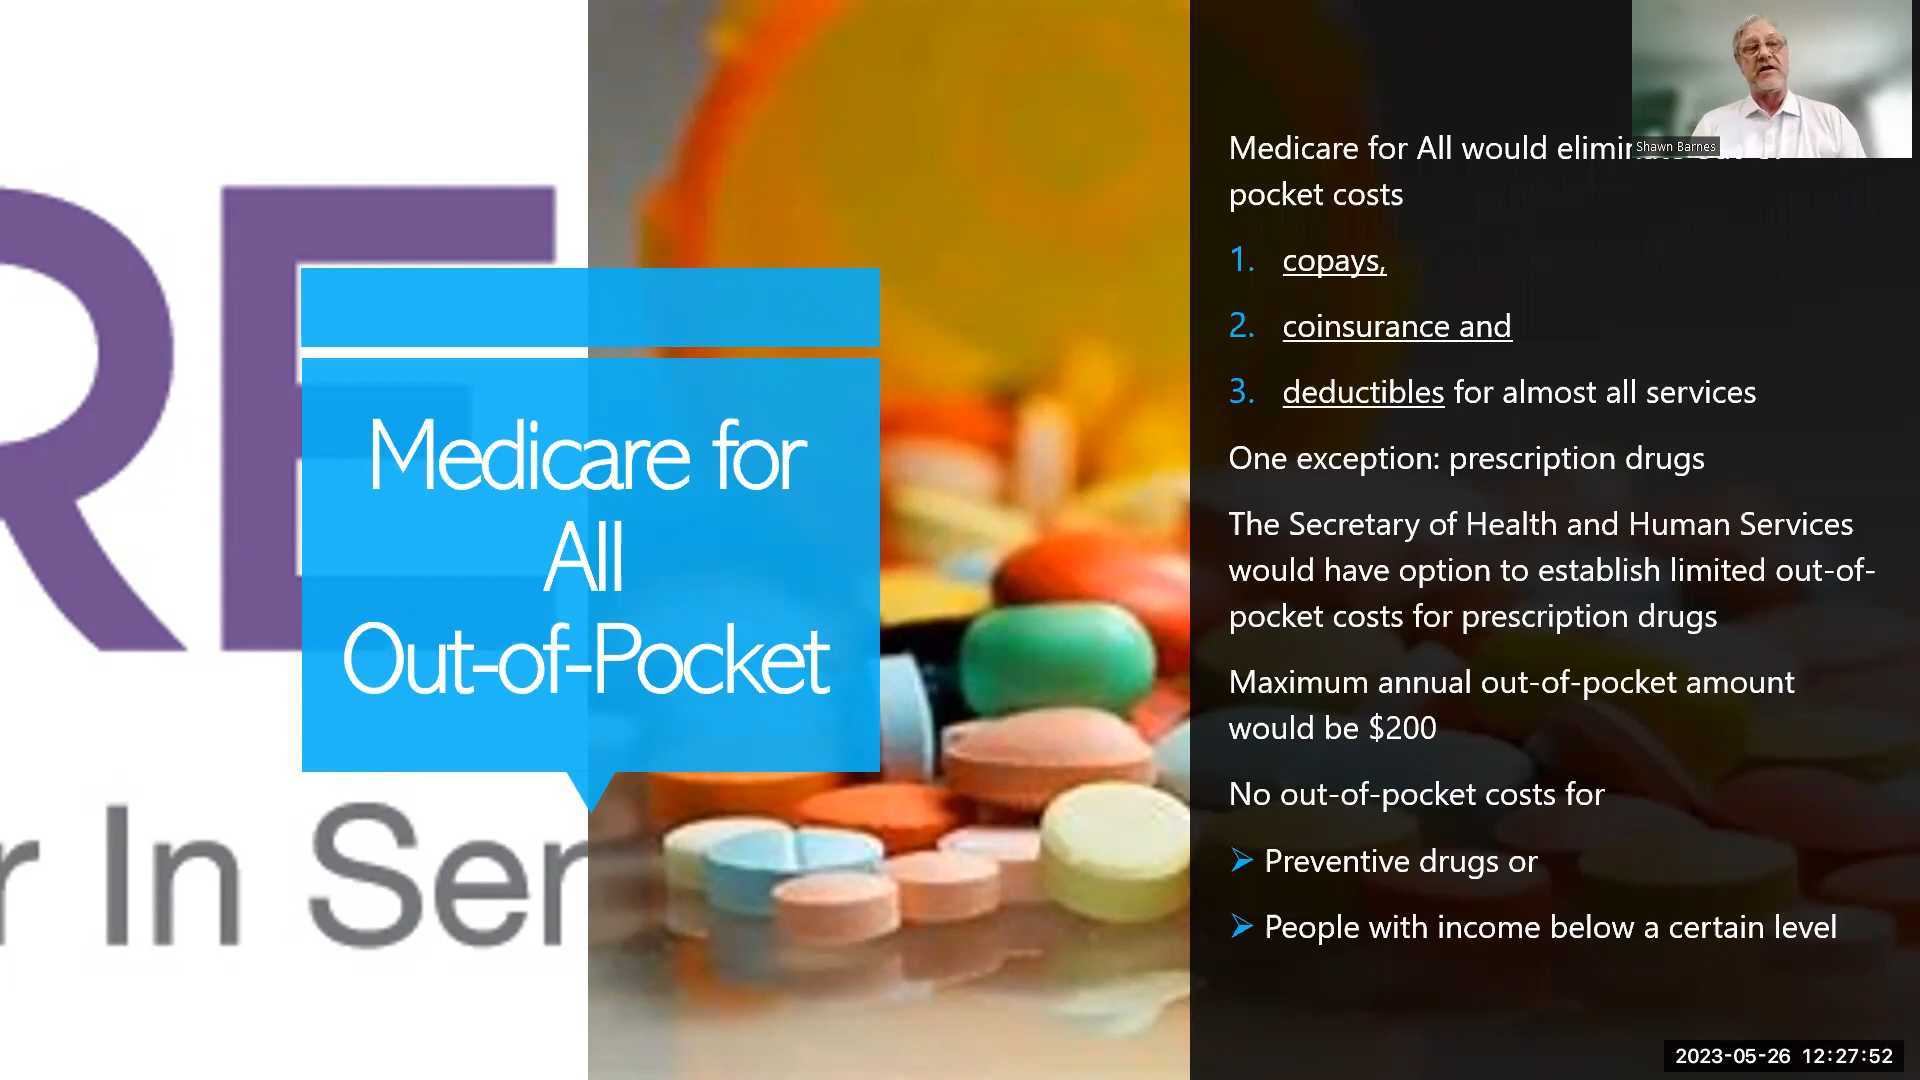 RE
r In Ser
Medicare for
All
Out-of-Pocket
Medicare for All would elimin
pocket costs
1. copays,
2. coinsurance and
3. deductibles for almost all services
One exception: prescription drugs
The Secretary of Health and Human Services
would have option to establish limited out-of-
pocket costs for prescription drugs
Maximum annual out-of-pocket amount
would be $200
No out-of-pocket costs for
➢ Preventive drugs or
➢ People with income below a certain level
Shawn Barnes
2023-05-26 12:27:52